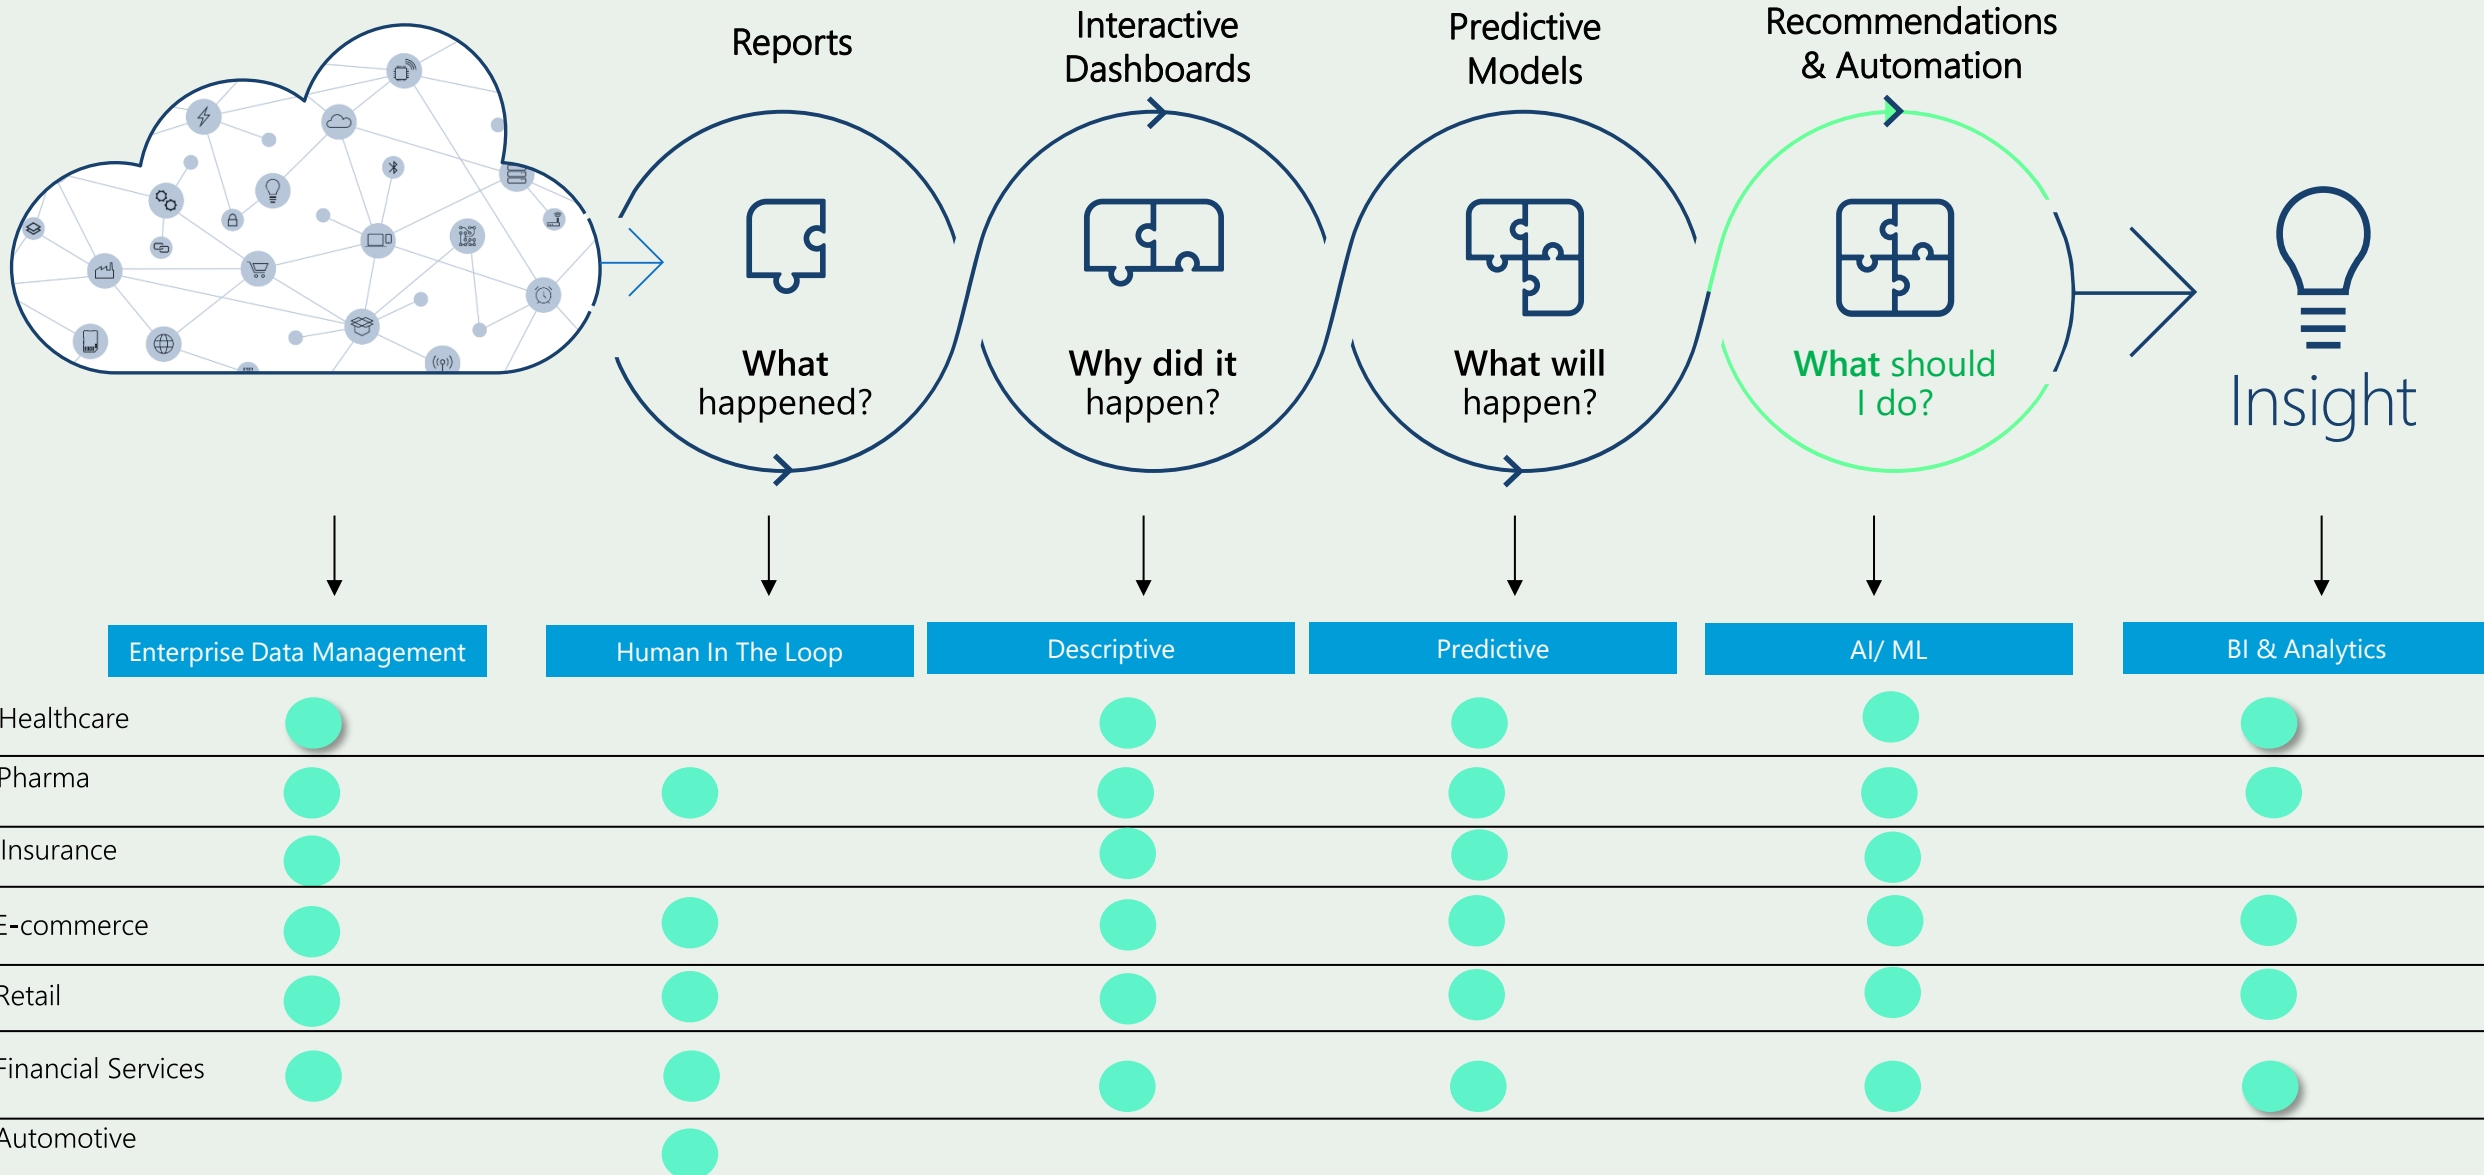 Reports
Interactive
Dashboards
Predictive
Models
Recommendations
& Automation
What
happened?
Why did it
happen?
What will
happen?
What should
I do?
Insight
Enterprise Data Management
Human In The Loop
Descriptive
Predictive
AI/ ML
BI & Analytics
Healthcare
Pharma
Insurance
E-commerce
Retail
Financial Services
Automotive